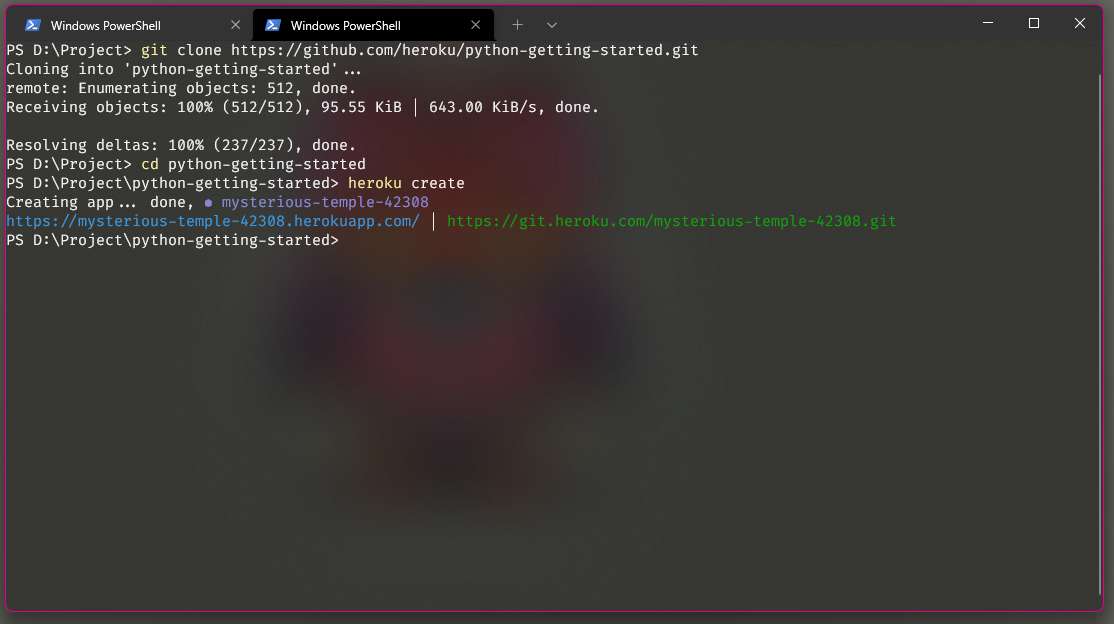 Windows PowerShell
Windows PowerShell
PS D:\Project> git clone https://github.com/heroku/python-getting-started.git
Cloning into 'python-getting-started'...
remote: Enumerating objects: 512, done.
Receiving objects: 100% (512/512), 95.55 KiB | 643.00 KiB/s, done.
Resolving deltas: 100% (237/237), done.
PS D:\Project> cd python-getting-started
PS D:\Project\python-getting-started> heroku create
Creating app... done, ⬢ mysterious-temple-42308
https://mysterious-temple-42308.herokuapp.com/ | https://git.heroku.com/mysterious-temple-42308.git
PS D:\Project\python-getting-started>